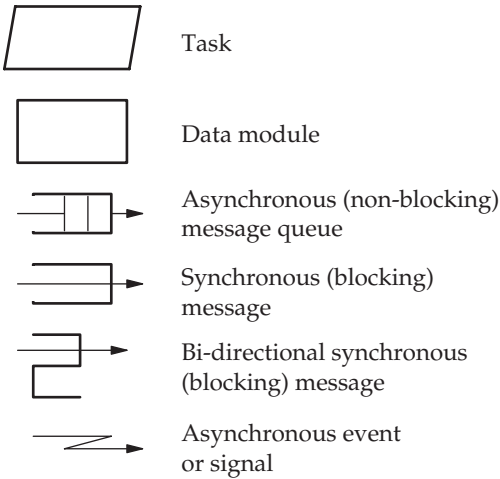 Task
Data module
Asynchronous (non-blocking)
message queue
Synchronous (blocking)
message
Bi-directional synchronous
(blocking) message
Asynchronous event
or signal